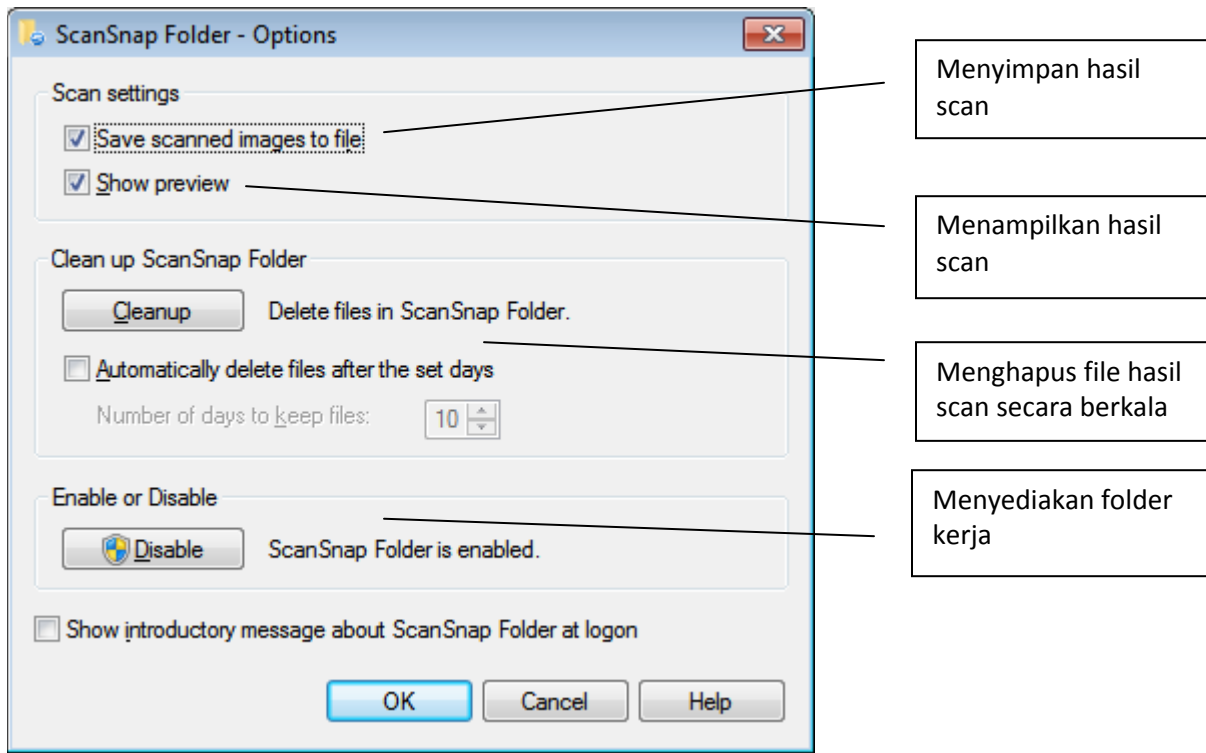 ScanSnap Folder - Options
Scan settings
Save scanned images to file
Show preview
Clean up ScanSnap Folder
Cleanup
Delete files in ScanSnap Folder.
Automatically delete files after the set days
Number of days to keep files:
10
Enable or Disable
Disable
ScanSnap Folder is enabled.
Show introductory message about ScanSnap Folder at logon
OK
Cancel
Help
Menyimpan hasil
scan
Menampilkan hasil
scan
Menghapus file hasil
scan secara berkala
Menyediakan folder
kerja